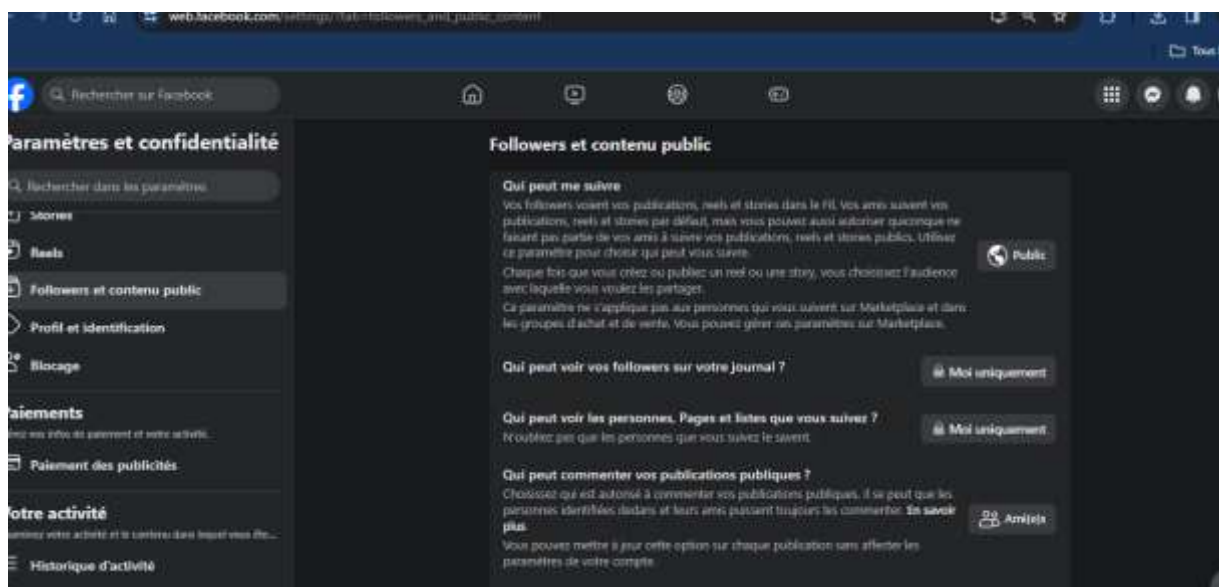 web.facebook.com/settings/?tab=followers_and_public_content
Tous
Rechercher sur Facebook
Paramètres et confidentialité
Rechercher dans les paramètres
Stories
Reels
Followers et contenu public
Profil et identification
Blocage
Paiements
Gérez vos infos de paiement et votre activité.
Paiement des publicités
Votre activité
Historique d'activité
Followers et contenu public
Qui peut me suivre
Vos followers voient vos publications, reels et stories dans le Fil. Vos amis suivent vos
publications, reels et stories par défaut, mais vous pouvez aussi autoriser quiconque ne
faisant pas partie de vos amis à suivre vos publications, reels et stories publics. Utilisez
ce paramètre pour choisir qui peut vous suivre.
Chaque fois que vous créez ou publiez un reel ou une story, vous choisissez l'audience
avec laquelle vous voulez les partager.
Ce paramètre ne s'applique pas aux personnes qui vous suivent sur Marketplace et dans
les groupes d'achat et de vente. Vous pouvez gérer ces paramètres sur Marketplace.
Public
Qui peut voir vos followers sur votre journal ?
Moi uniquement
Qui peut voir les personnes, Pages et listes que vous suivez ?
N'oubliez pas que les personnes que vous suivez le savent.
Moi uniquement
Qui peut commenter vos publications publiques ?
Choisissez qui est autorisé à commenter vos publications publiques. Il se peut que les
personnes identifiées dedans et leurs amis puissent toujours les commenter. En savoir
plus
Vous pouvez mettre à jour cette option sur chaque publication sans affecter les
paramètres de votre compte.
Ami(e)s